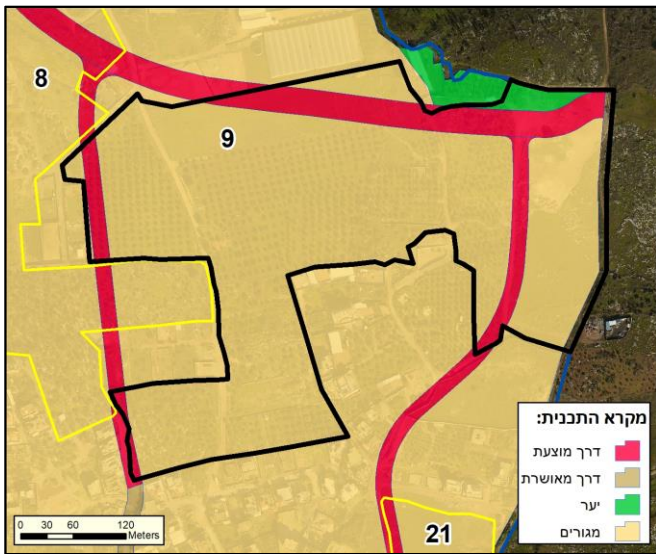 8
9
21
מקרא התכנית:
דרך מוצעת
דרך מאושרת
יער
מגורים
0 30 60 120
Meters